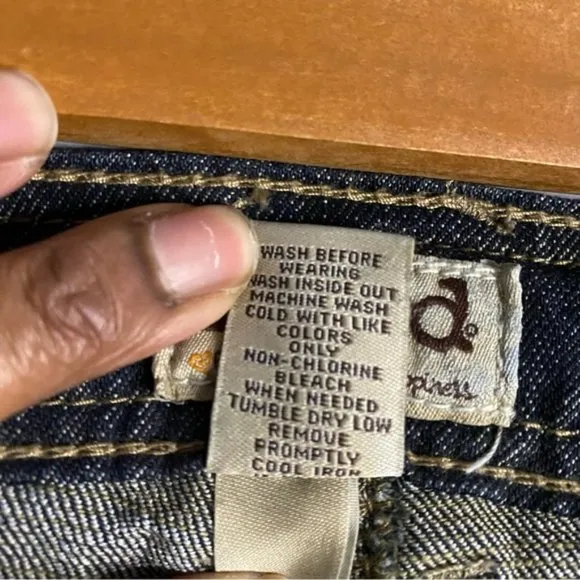 WASH BEFORE
WEARING
WASH INSIDE OUT
MACHINE WASH
COLD WITH LIKE
COLORS
ONLY
NON-CHLORINE
BLEACH
WHEN NEEDED
TUMBLE DRY LOW
REMOVE
PROMPTLY
COOL IRON
a®
ppiness